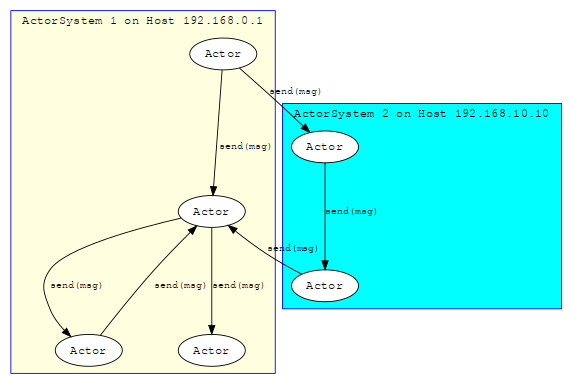 ActorSystem 1 on Host 192.168.0.1
Actor
send(msg)
ActorSystem 2 on Host 192.168.10.10
Actor
send(msg)
Actor
send(msg)
send(msg)
Actor
send(msg)
send(msg)
send(msg)
Actor
Actor